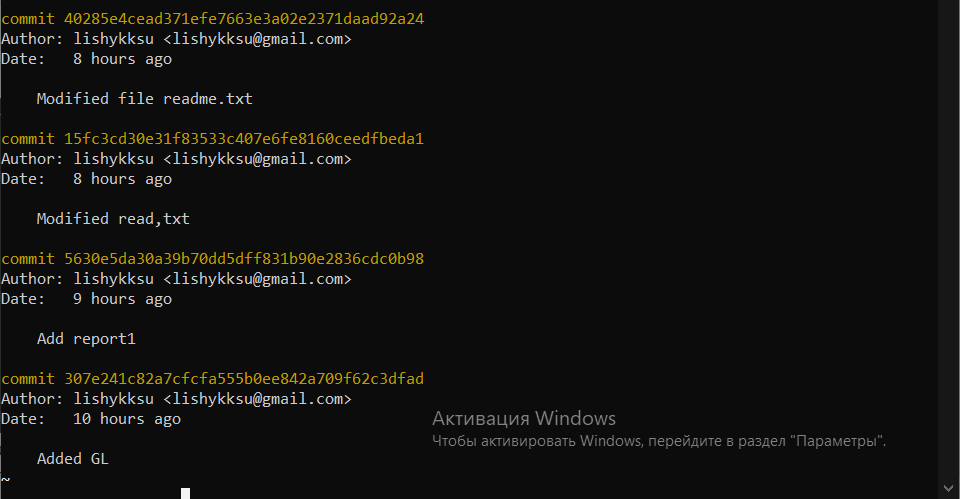 commit 40285e4cead371efe7663e3a02e2371daad92a24
Author: lishykksu <lishykksu@gmail.com>
Date:   8 hours ago
Modified file readme.txt
commit 15fc3cd30e31f83533c407e6fe8160ceedfbeda1
Author: lishykksu <lishykksu@gmail.com>
Date:   8 hours ago
Modified read,txt
commit 5630e5da30a39b70dd5dff831b90e2836cdc0b98
Author: lishykksu <lishykksu@gmail.com>
Date:   9 hours ago
Add report1
commit 307e241c82a7cfcfa555b0ee842a709f62c3dfad
Author: lishykksu <lishykksu@gmail.com>
Date:   10 hours ago
Активация Windows
Чтобы активировать Windows, перейдите в раздел "Параметры".
Added GL
~